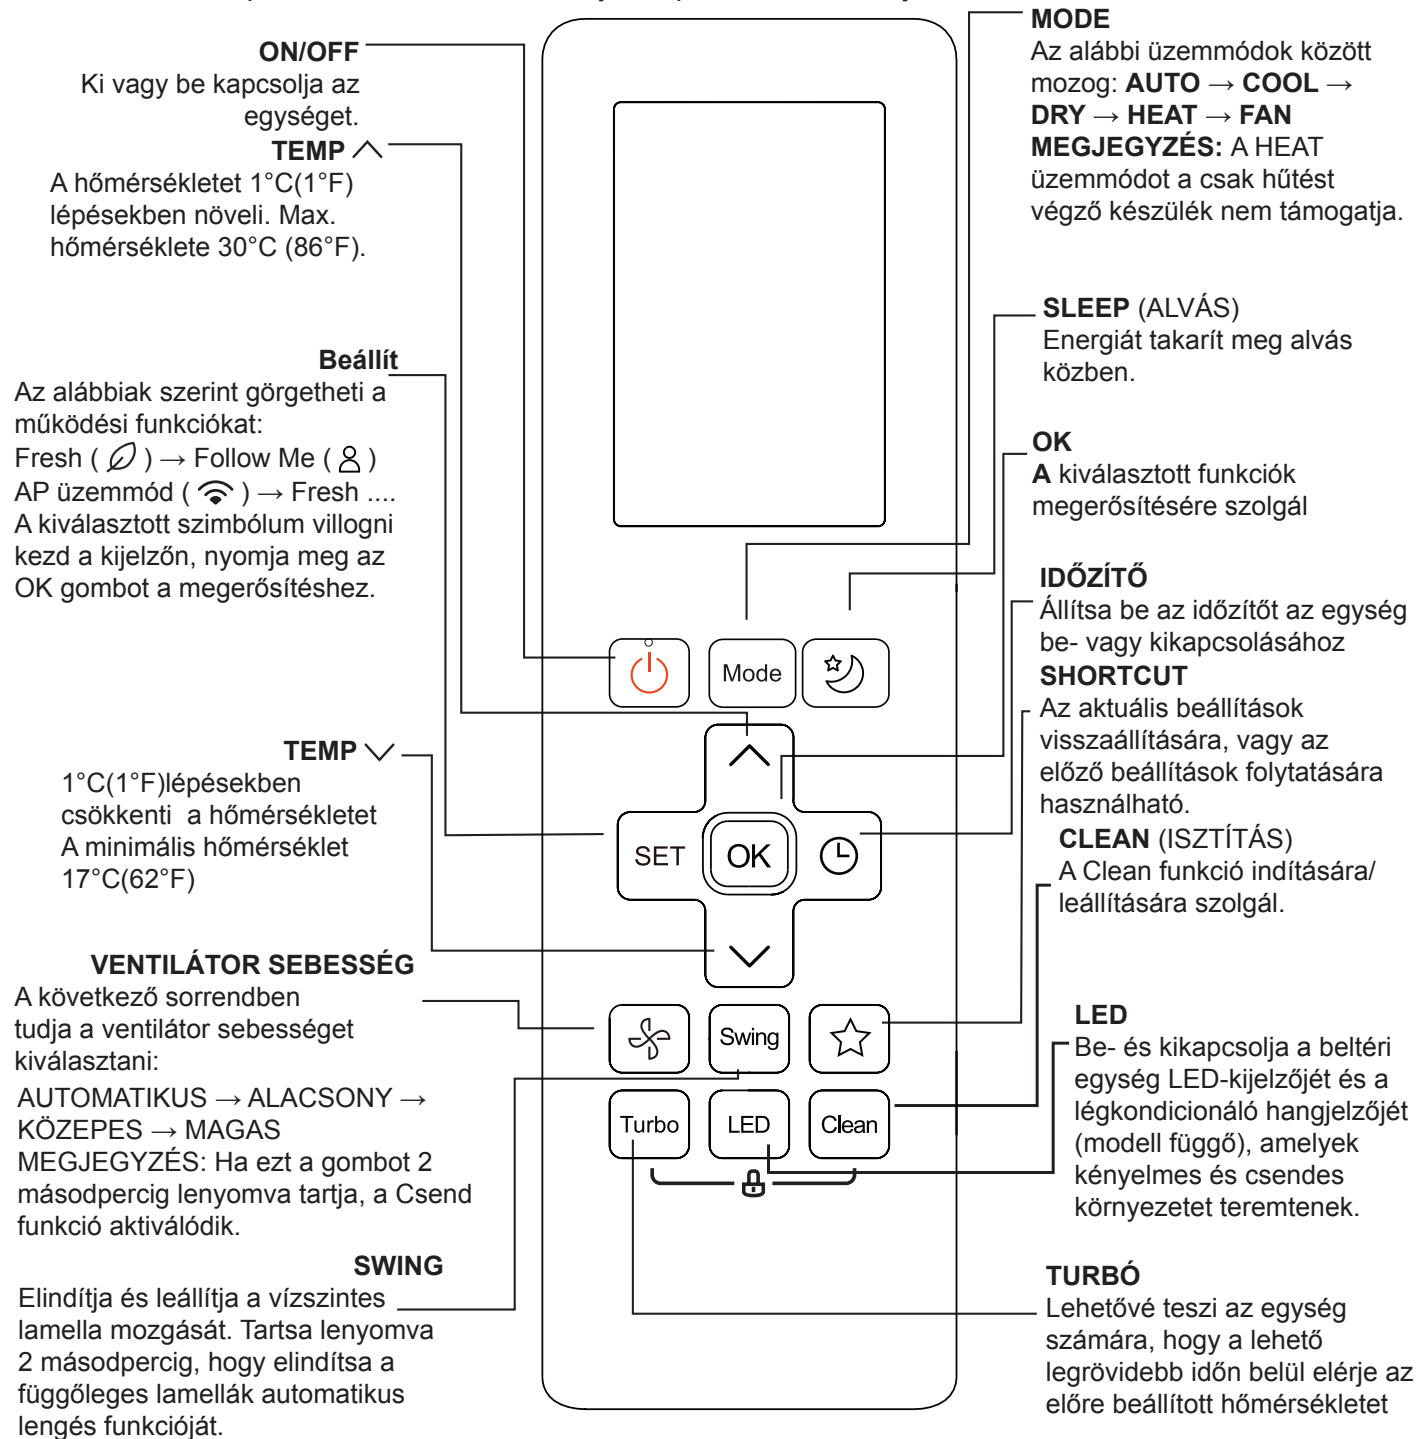 ON/OFF
Ki vagy be kapcsolja az
egységet.
TEMP
A hőmérsékletet 1°C(1°F)
lépésekben növeli. Max.
hőmérséklete 30°C (86°F).
Beállít
Az alábbiak szerint görgetheti a
működési funkciókat:
Fresh ( ) → Follow Me ( )
AP üzemmód ( ) → Fresh ....
A kiválasztott szimbólum villogni
kezd a kijelzőn, nyomja meg az
OK gombot a megerősítéshez.
TEMP
1°C(1°F)lépésekben
csökkenti a hőmérsékletet
A minimális hőmérséklet
17°C(62°F)
VENTILÁTOR SEBESSÉG
A következő sorrendben
tudja a ventilátor sebességet
kiválasztani:
AUTOMATIKUS → ALACSONY →
KÖZEPES → MAGAS
MEGJEGYZÉS: Ha ezt a gombot 2
másodpercig lenyomva tartja, a Csend
funkció aktiválódik.
SWING
Elindítja és leállítja a vízszintes
lamella mozgását. Tartsa lenyomva
2 másodpercig, hogy elindítsa a
függőleges lamellák automatikus
lengés funkcióját.
Mode
SET
OK
Swing
Turbo
LED
Clean
MODE
Az alábbi üzemmódok között
mozog: AUTO → COOL →
DRY → HEAT → FAN
MEGJEGYZÉS: A HEAT
üzemmódot a csak hűtést
végző készülék nem támogatja.
SLEEP (ALVÁS)
Energiát takarít meg alvás
közben.
OK
A kiválasztott funkciók
megerősítésére szolgál
IDŐZÍTŐ
Állítsa be az időzítőt az egység
be- vagy kikapcsolásához
SHORTCUT
Az aktuális beállítások
visszaállítására, vagy az
előző beállítások folytatására
használható.
CLEAN (ISZTÍTÁS)
A Clean funkció indítására/
leállítására szolgál.
LED
Be- és kikapcsolja a beltéri
egység LED-kijelzőjét és a
légkondicionáló hangjelzőjét
(modell függő), amelyek
kényelmes és csendes
környezetet teremtenek.
TURBÓ
Lehetővé teszi az egység
számára, hogy a lehető
legrövidebb időn belül elérje az
előre beállított hőmérsékletet